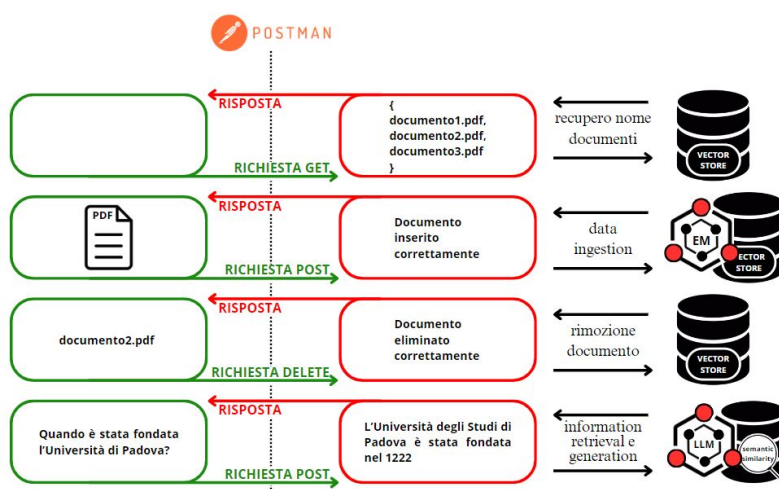 POSTMAN
RISPOSTA
{
documento1.pdf,
documento2.pdf,
documento3.pdf
}
RICHIESTA GET
recupero nome
documenti
VECTOR
STORE
PDF
RISPOSTA
Documento
inserito
correttamente
RICHIESTA POST
data
ingestion
EM
VECTOR
STORE
documento2.pdf
RISPOSTA
Documento
eliminato
correttamente
RICHIESTA DELETE
rimozione
documento
VECTOR
STORE
Quando è stata fondata
l'Università di Padova?
RISPOSTA
L'Università degli Studi di
Padova è stata fondata
nel 1222
RICHIESTA POST
information
retrieval e
generation
LLM
semantic
similarity